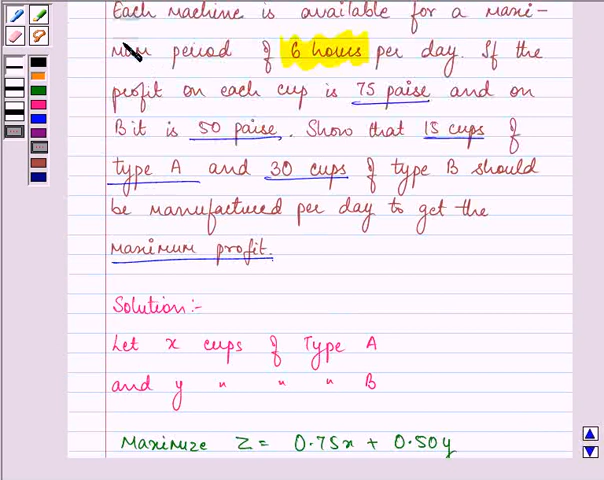 Each machine is available for a maxi-
mum period of 6 hours per day. If the
profit on each cup is 75 paise and on
B it is 50 paise. Show that 15 cups of
type A and 30 cups of type B should
be manufactured per day to get the
maximum profit.
Solution:-
Let x cups of Type A
and y " " " B
Maximize Z = 0.75x + 0.50y